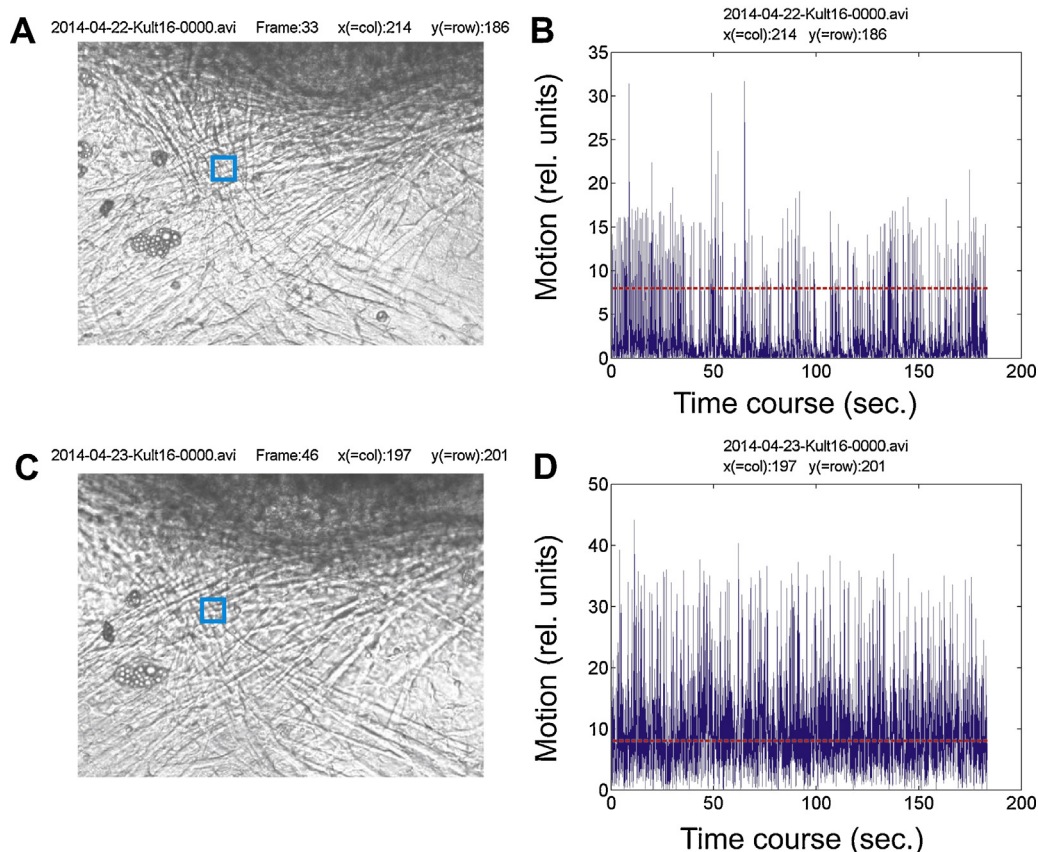 A
2014-04-22-Kult16-0000.avi Frame:33 x(=col):214 y(=row):186
B
2014-04-22-Kult16-0000.avi
x(=col):214 y(=row):186
Motion (rel. units)
35
30
25
20
15
10
5
0
0 50 100 150 200
Time course (sec.)
C
2014-04-23-Kult16-0000.avi Frame:46 x(=col):197 y(=row):201
D
2014-04-23-Kult16-0000.avi
x(=col):197 y(=row):201
Motion (rel. units)
50
40
30
20
10
0
0 50 100 150 200
Time course (sec.)